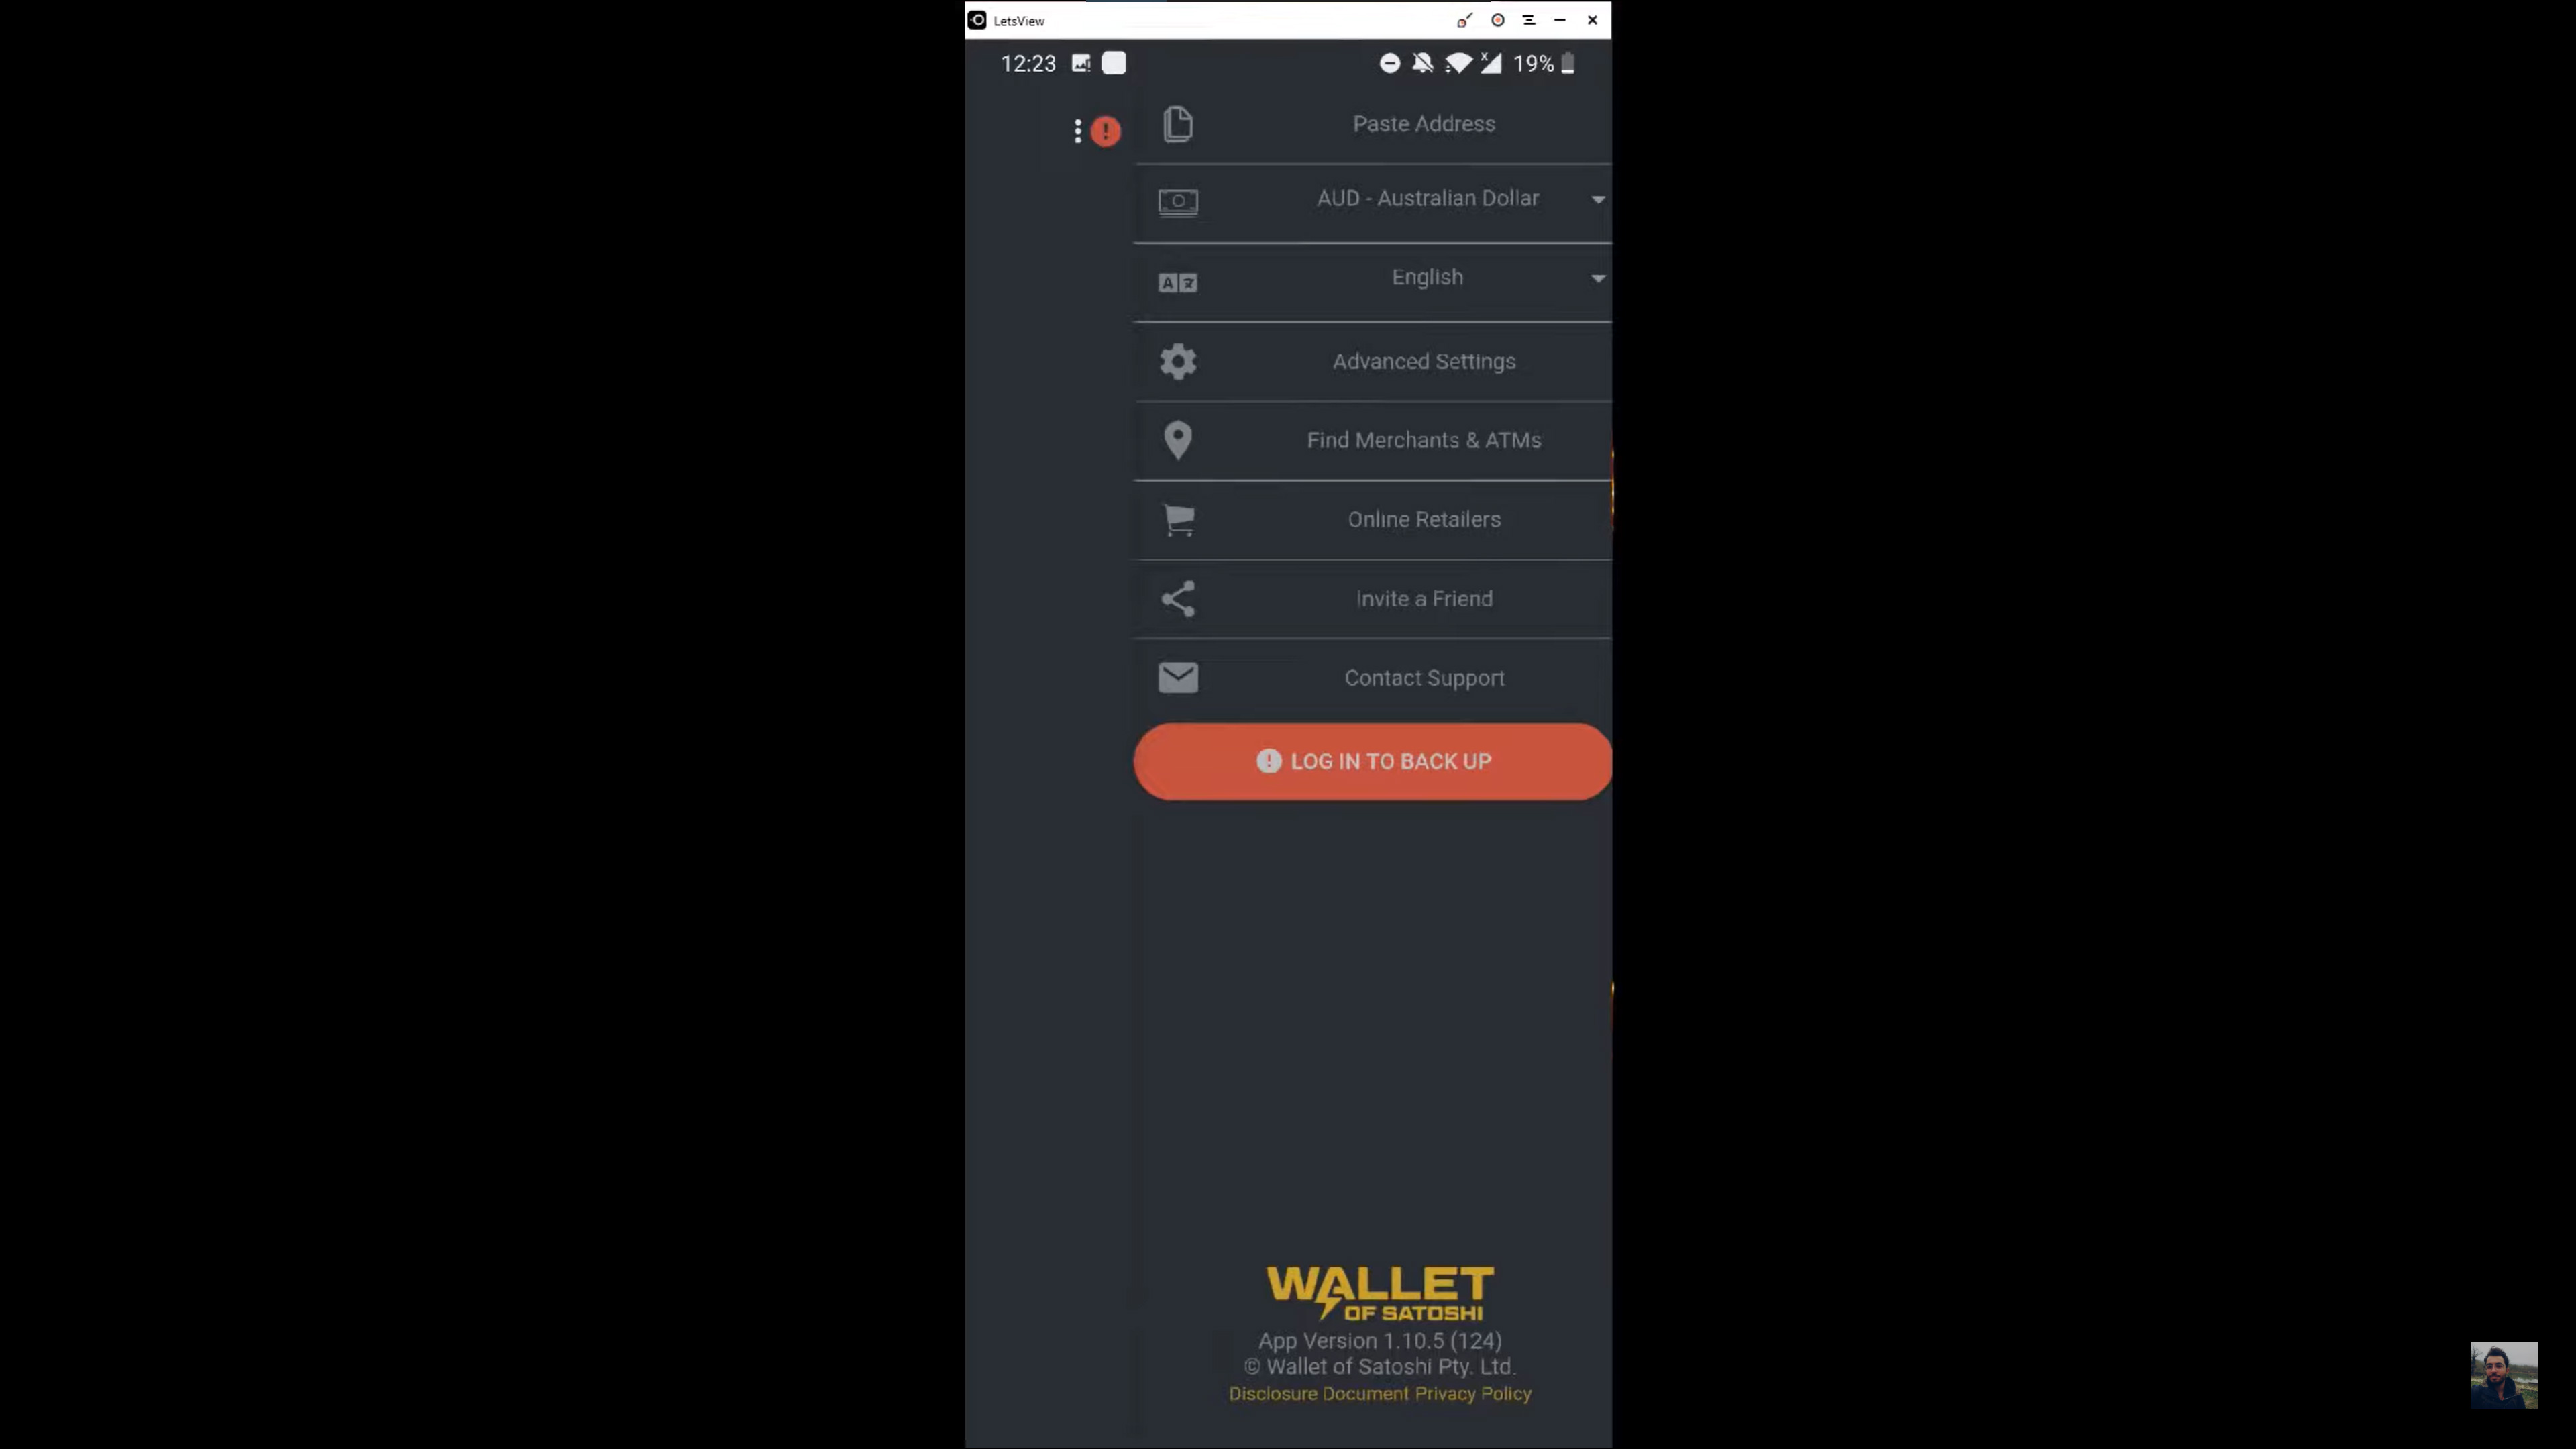 LetsView
12:23
19%
Paste Address
AUD - Australian Dollar
English
Advanced Settings
Find Merchants & ATMs
Online Retailers
Invite a Friend
Contact Support
LOG IN TO BACK UP
WALLET
OF SATOSHI
App Version 1.10.5 (124)
© Wallet of Satoshi Pty. Ltd.
Disclosure Document Privacy Policy